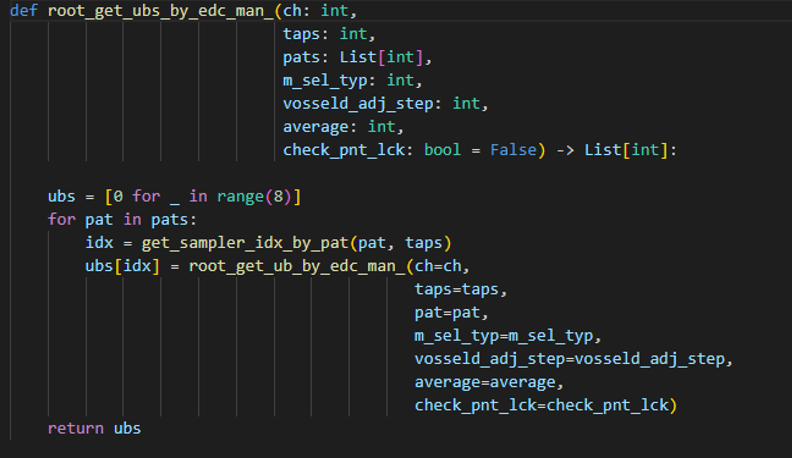 def root_get_ubs_by_edc_man_(ch: int,
taps: int,
pats: List[int],
m_sel_typ: int,
vosseld_adj_step: int,
average: int,
check_pnt_lck: bool = False) -> List[int]:
ubs = [0 for _ in range(8)]
for pat in pats:
idx = get_sampler_idx_by_pat(pat, taps)
ubs[idx] = root_get_ub_by_edc_man_(ch=ch,
taps=taps,
pat=pat,
m_sel_typ=m_sel_typ,
vosseld_adj_step=vosseld_adj_step,
average=average,
check_pnt_lck=check_pnt_lck)
return ubs